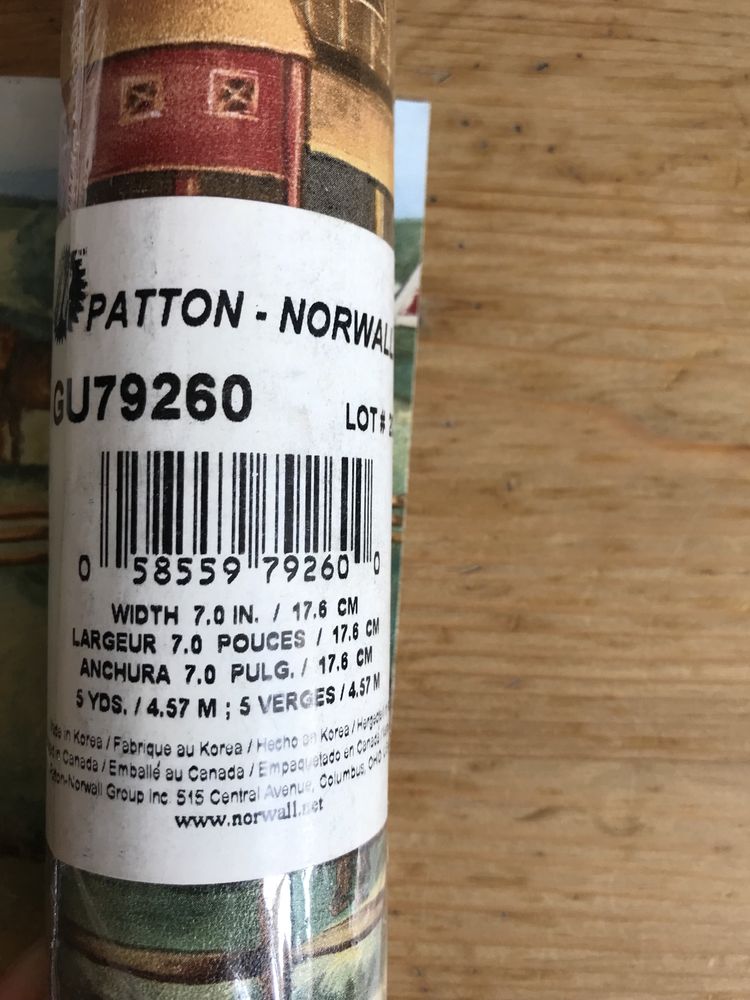 PATTON - NORWALL
GU79260
LOT #
0 58559 79260 0
WIDTH 7.0 IN. / 17.6 CM
LARGEUR 7.0 POUCES / 17.6 CM
ANCHURA 7.0 PULG. / 17.6 CM
5 YDS. / 4.57 M ; 5 VERGES / 4.57 M
in Korea / Fabrique au Korea / Hecho en Korea /
in Canada / Emballé au Canada / Empaquetado en Canada /
-Norwall Group Inc. 515 Central Avenue, Columbus, OHIO
www.norwall.net